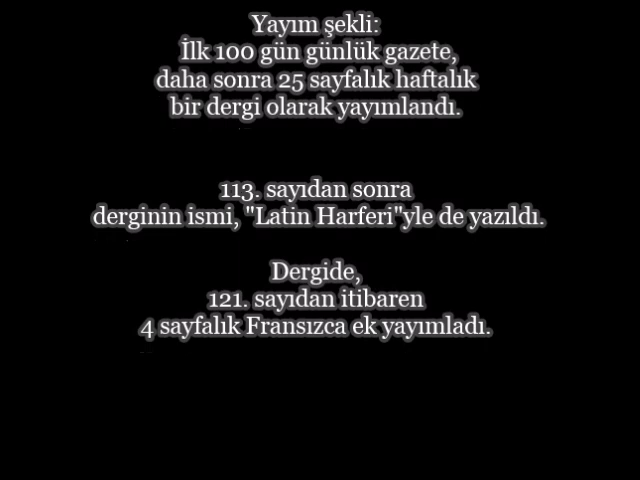 Yayım şekli:
İlk 100 gün günlük gazete,
daha sonra 25 sayfalık haftalık
bir dergi olarak yayımlandı.
113. sayıdan sonra
derginin ismi, "Latin Harferi"yle de yazıldı.
Dergide,
121. sayıdan itibaren
4 sayfalık Fransızca ek yayımladı.